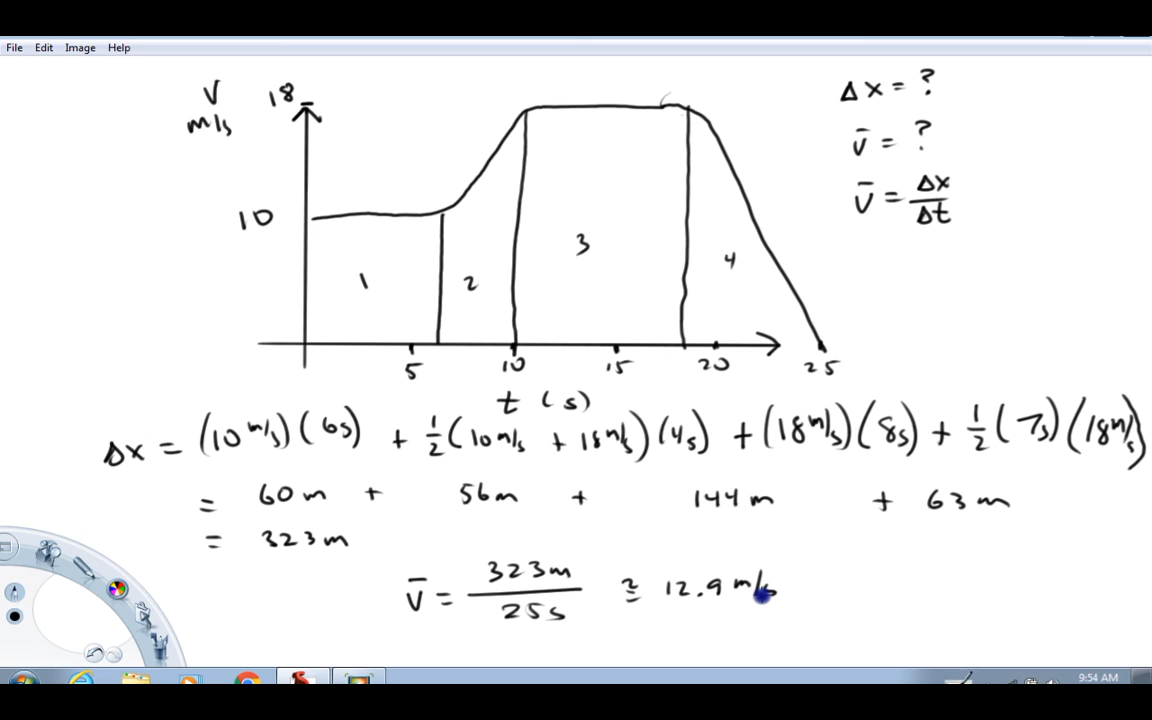 File Edit Image Help
V
m/s
18
10
1
2
3
4
5 10 15 20 25
t (s)
Δx = ?
v̄ = ?
v̄ = Δx/Δt
Δx = (10 m/s)(6s) + 1/2(10 m/s + 18 m/s)(4s) + (18 m/s)(8s) + 1/2(7s)(18 m/s)
= 60 m + 56 m + 144 m + 63 m
= 323 m
v̄ = 323m/25s ≅ 12.9 m/s
9:54 AM